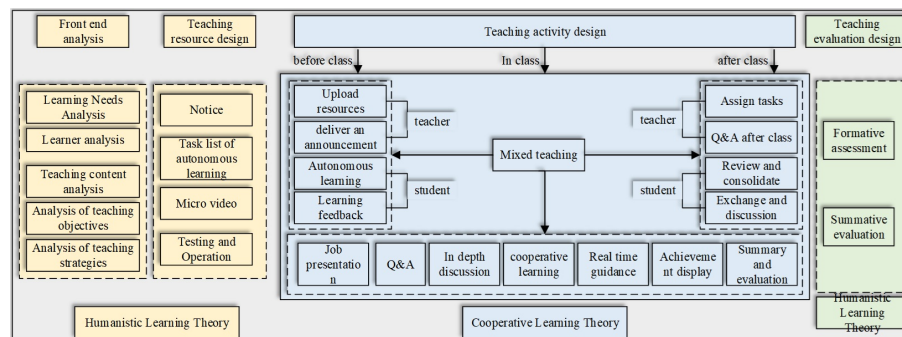 Front end
analysis
Teaching
resource design
Teaching activity design
Teaching
evaluation design
before class
In class
after class
Learning Needs
Analysis
Learner analysis
Teaching content
analysis
Analysis of teaching
objectives
Analysis of teaching
strategies
Notice
Task list of
autonomous
learning
Micro video
Testing and
Operation
Upload
resources
deliver an
announcement
Autonomous
learning
Learning
feedback
teacher
student
Mixed teaching
teacher
student
Assign tasks
Q&A after class
Review and
consolidate
Exchange and
discussion
Job
presentatio
n
Q&A
In depth
discussion
cooperative
learning
Real time
guidance
Achieveme
nt display
Summary and
evaluation
Formative
assessment
Summative
evaluation
Humanistic Learning Theory
Cooperative Learning Theory
Humanistic
Learning
Theory